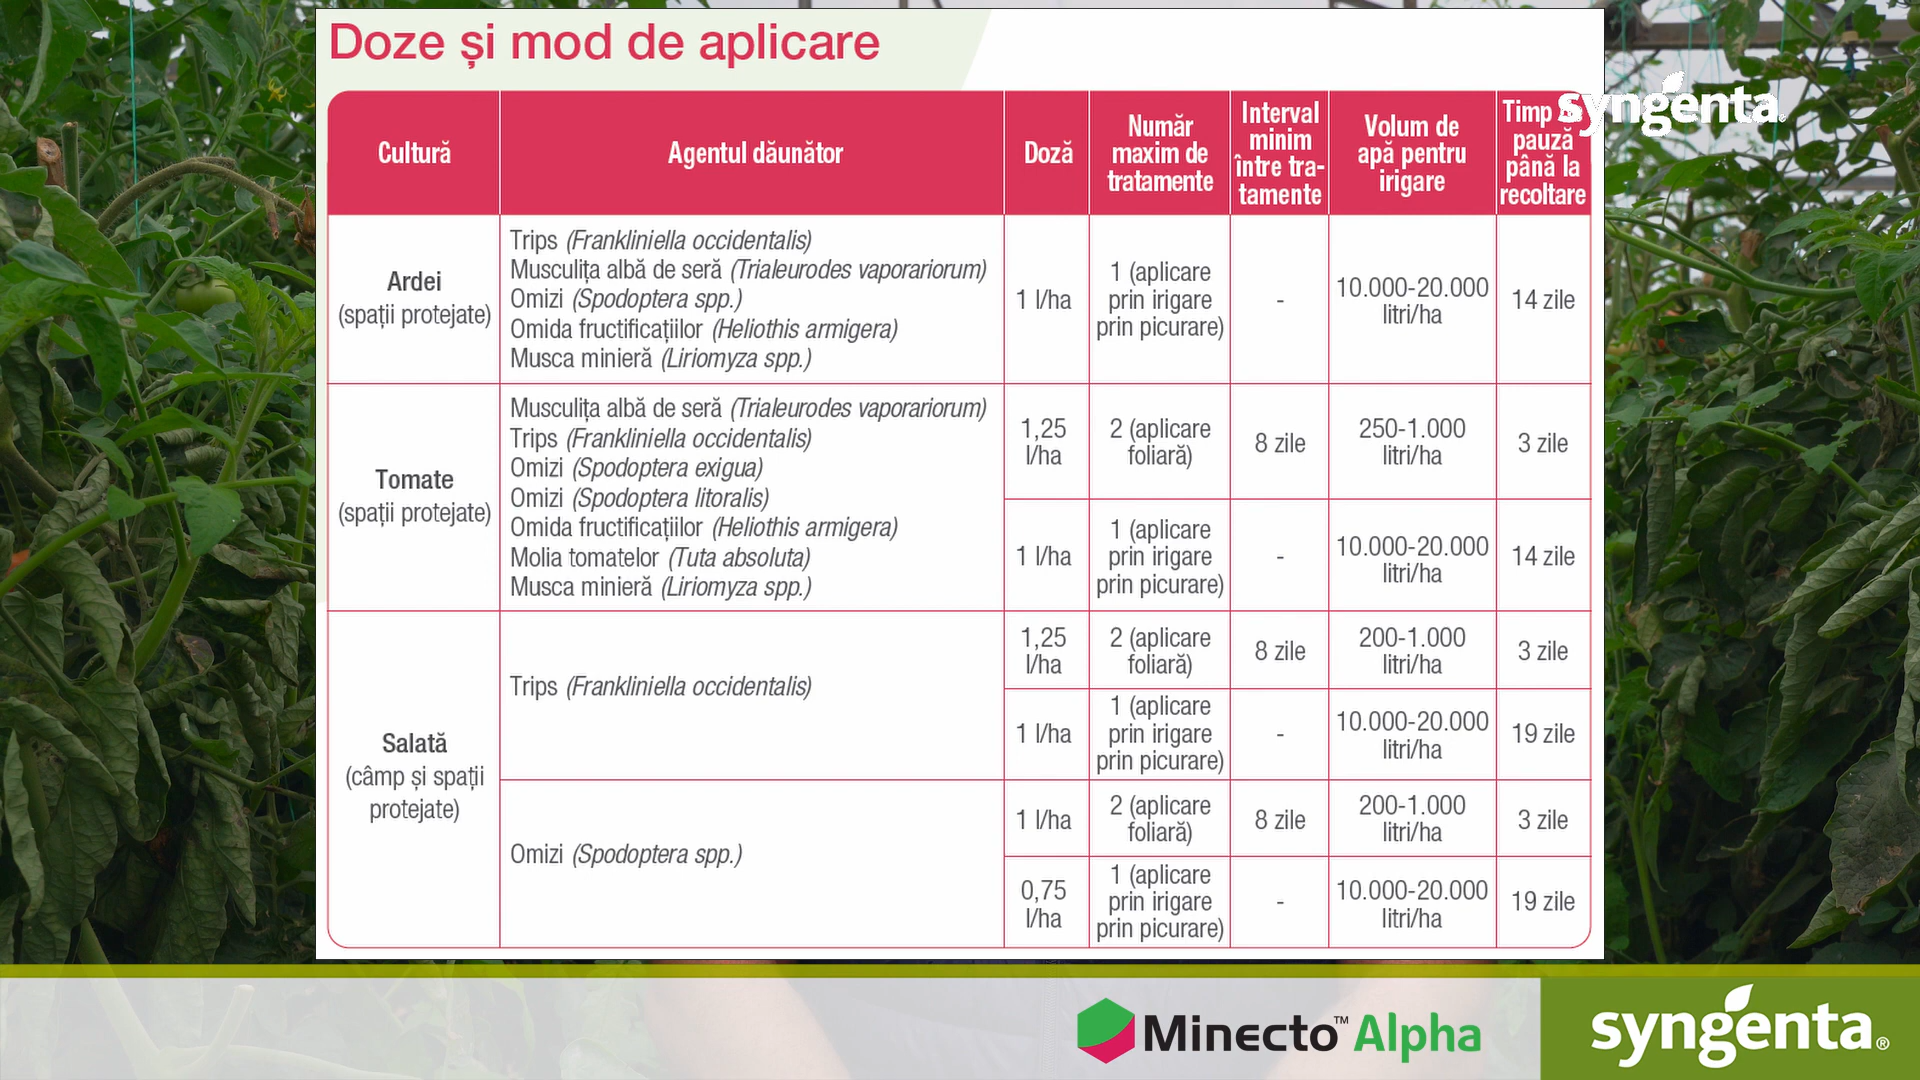 Doze și mod de aplicare
syngenta®
Cultură
Agentul dăunător
Doză
Număr
maxim de
tratamente
Interval
minim
între tra-
tamente
Volum de
apă pentru
irigare
Timp
pauză
până la
recoltare
Ardei
(spații protejate)
Trips (Frankliniella occidentalis)
Musculița albă de seră (Trialeurodes vaporariorum)
Omizi (Spodoptera spp.)
Omida fructificațiilor (Heliothis armigera)
Musca minieră (Liriomyza spp.)
1 l/ha
1 (aplicare
prin irigare
prin picurare)
-
10.000-20.000
litri/ha
14 zile
Tomate
(spații protejate)
Musculița albă de seră (Trialeurodes vaporariorum)
Trips (Frankliniella occidentalis)
Omizi (Spodoptera exigua)
Omizi (Spodoptera litoralis)
Omida fructificațiilor (Heliothis armigera)
Molia tomatelor (Tuta absoluta)
Musca minieră (Liriomyza spp.)
1,25
l/ha
2 (aplicare
foliară)
8 zile
250-1.000
litri/ha
3 zile
1 l/ha
1 (aplicare
prin irigare
prin picurare)
-
10.000-20.000
litri/ha
14 zile
Salată
(câmp și spații
protejate)
Trips (Frankliniella occidentalis)
1,25
l/ha
2 (aplicare
foliară)
8 zile
200-1.000
litri/ha
3 zile
1 l/ha
1 (aplicare
prin irigare
prin picurare)
-
10.000-20.000
litri/ha
19 zile
Omizi (Spodoptera spp.)
1 l/ha
2 (aplicare
foliară)
8 zile
200-1.000
litri/ha
3 zile
0,75
l/ha
1 (aplicare
prin irigare
prin picurare)
-
10.000-20.000
litri/ha
19 zile
Minecto™ Alpha
syngenta®